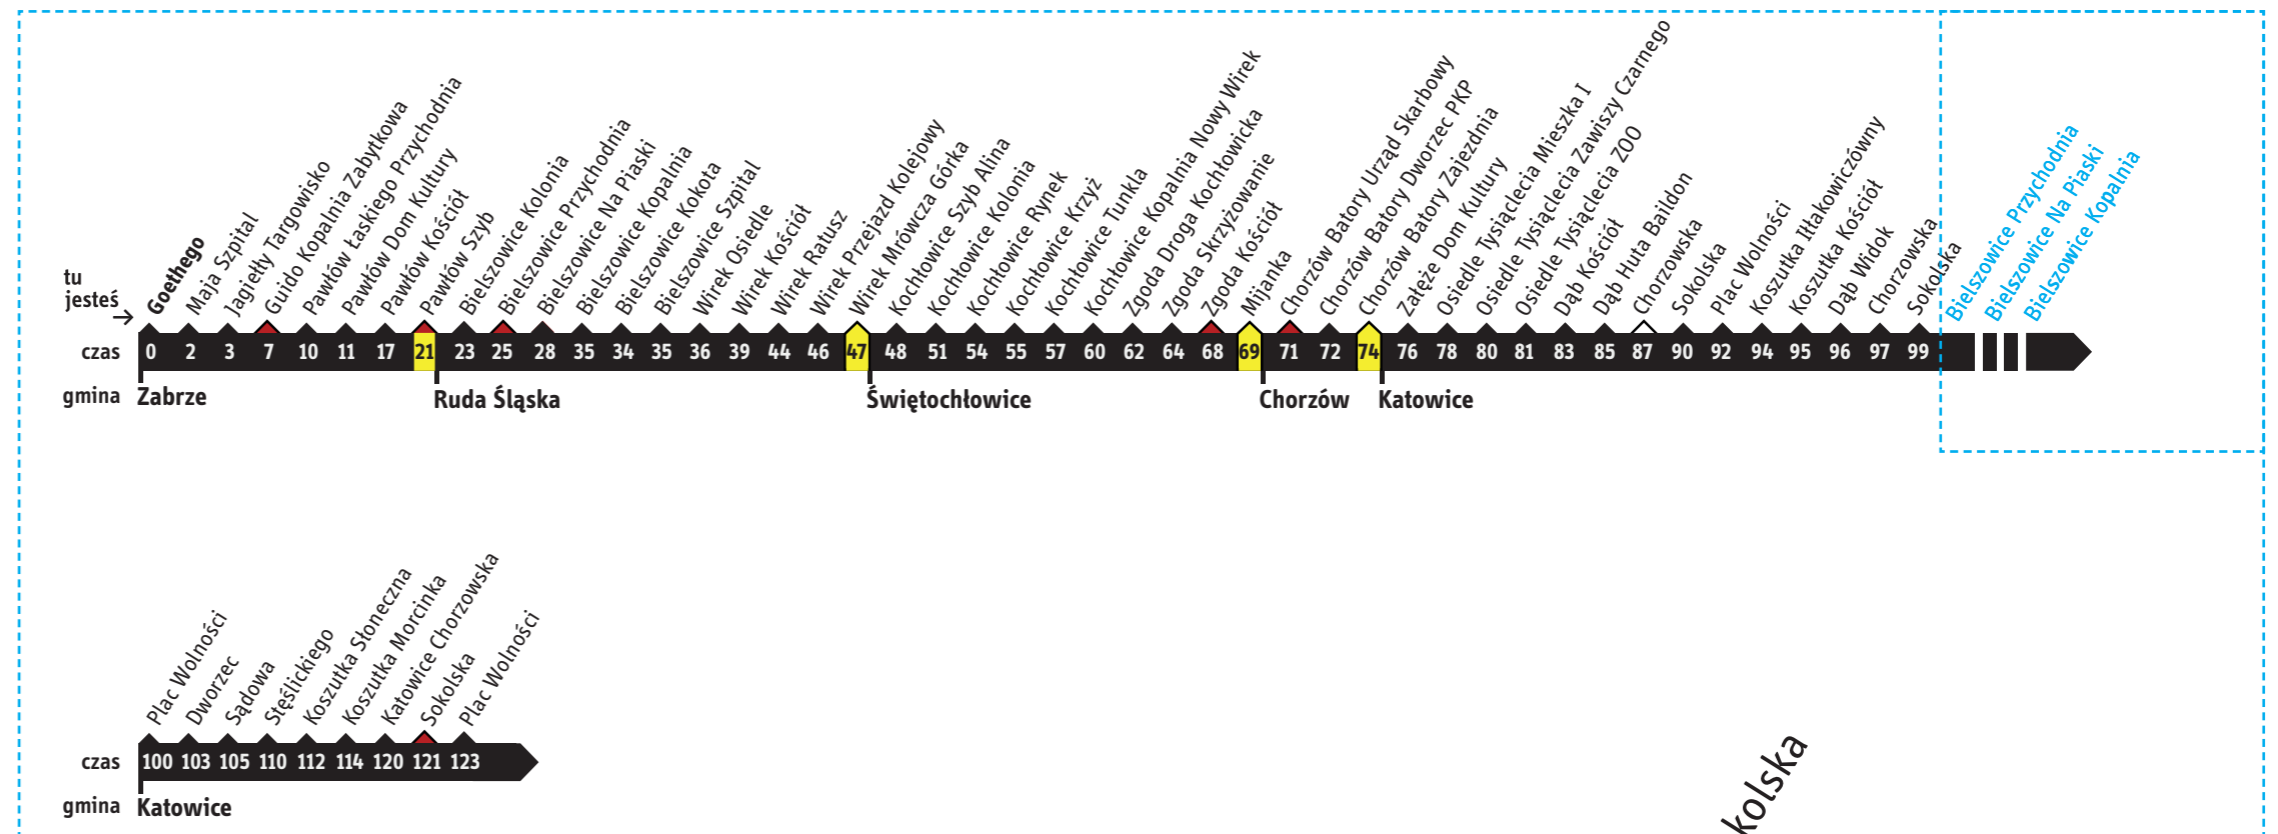 tu
jesteś
→
Goethego
Maja Szpital
Jagiełły Targowisko
Guido Kopalnia Zabytkowa
Pawłów Łaskiego Przychodnia
Pawłów Dom Kultury
Pawłów Kościół
Pawłów Szyb
Bielszowice Kolonia
Bielszowice Przychodnia
Bielszowice Na Piaski
Bielszowice Kopalnia
Bielszowice Kokota
Bielszowice Szpital
Wirek Osiedle
Wirek Kościół
Wirek Ratusz
Wirek Przejazd Kolejowy
Wirek Mrówcza Górka
Kochłowice Szyb Alina
Kochłowice Kolonia
Kochłowice Rynek
Kochłowice Krzyż
Kochłowice Tunkla
Kochłowice Kopalnia Nowy Wirek
Zgoda Droga Kochłowicka
Zgoda Skrzyżowanie
Zgoda Kościół
Mijanka
Chorzów Batory Urząd Skarbowy
Chorzów Batory Dworzec PKP
Chorzów Batory Zajezdnia
Załęże Dom Kultury
Osiedle Tysiąclecia Mieszka I
Osiedle Tysiąclecia Zawiszy Czarnego
Osiedle Tysiąclecia ZOO
Dąb Kościół
Dąb Huta Baildon
Chorzowska
Sokolska
Plac Wolności
Koszutka Iłłakowiczówny
Koszutka Kościół
Dąb Widok
Chorzowska
Sokolska
Bielszowice Przychodnia
Bielszowice Na Piaski
Bielszowice Kopalnia
czas 0 2 3 7 10 11 17 21 23 25 28 35 34 35 36 39 44 46 47 48 51 54 55 57 60 62 64 68 69 71 72 74 76 78 80 81 83 85 87 90 92 94 95 96 97 99
gmina Zabrze Ruda Śląska Świętochłowice Chorzów Katowice
Plac Wolności
Dworzec
Sądowa
Stęślickiego
Koszutka Słoneczna
Koszutka Morcinka
Katowice Chorzowska
Sokolska
Plac Wolności
czas 100 103 105 110 112 114 120 121 123
gmina Katowice
kolska